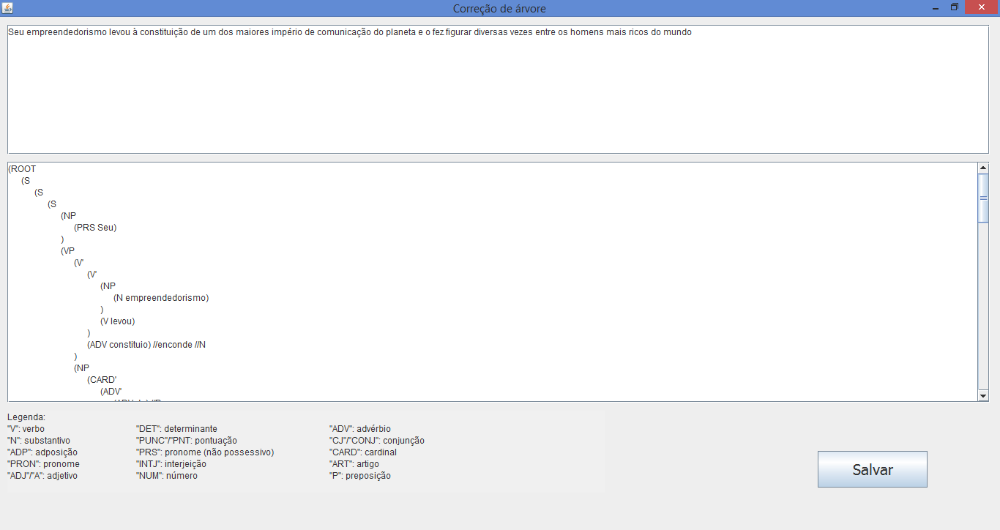 Correção de árvore
Seu empreendedorismo levou à constituição de um dos maiores império de comunicação do planeta e o fez figurar diversas vezes entre os homens mais ricos do mundo
(ROOT
(S
(S
(S
(NP
(PRS Seu)
)
(VP
(V'
(V'
(NP
(N empreendedorismo)
)
(V levou)
)
(ADV constituio) //enconde //N
)
(NP
(CARD'
(ADV'
Legenda:
"V": verbo "DET": determinante "ADV": advérbio
"N": substantivo "PUNC"/"PNT: pontuação "CJ"/"CONJ": conjunção
"ADP": adposição "PRS": pronome (não possessivo) "CARD": cardinal
"PRON": pronome "INTJ": interjeição "ART": artigo
"ADJ"/"A": adjetivo "NUM": número "P": preposição
Salvar